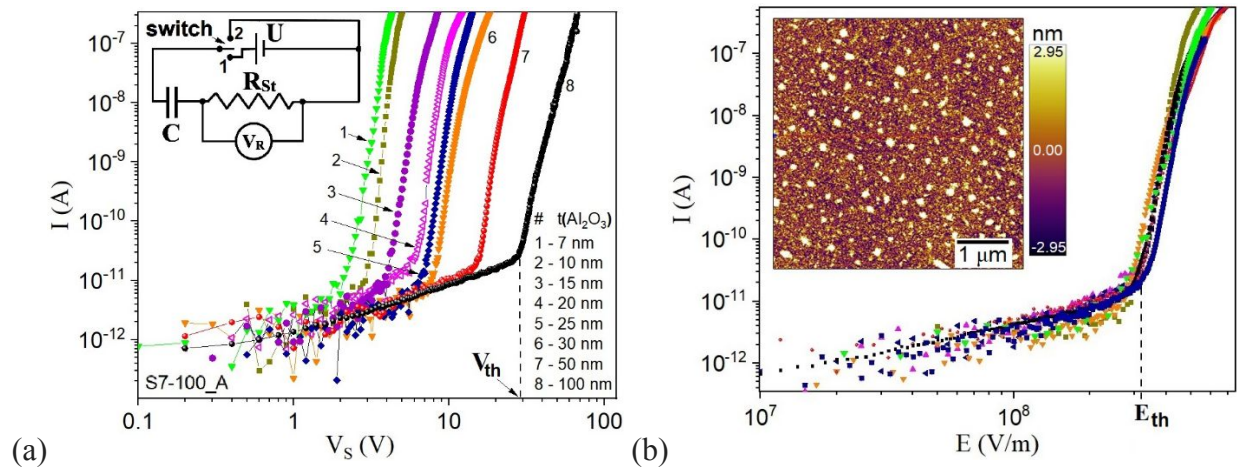 10⁻⁷
10⁻⁸
10⁻⁹
10⁻¹⁰
10⁻¹¹
10⁻¹²
I (A)
switch
2
U
1
R_St
C
V_R
1
2
3
4
5
6
7
8
# t(Al₂O₃)
1 - 7 nm
2 - 10 nm
3 - 15 nm
4 - 20 nm
5 - 25 nm
6 - 30 nm
7 - 50 nm
8 - 100 nm
V_th
S7-100_A
0.1 1 10 100
V_S (V)
(a)
10⁻⁶
10⁻⁷
10⁻⁸
10⁻⁹
10⁻¹⁰
10⁻¹¹
10⁻¹²
I (A)
nm
2.95
0.00
-2.95
1 µm
10⁷ 10⁸ E_th
E (V/m)
(b)